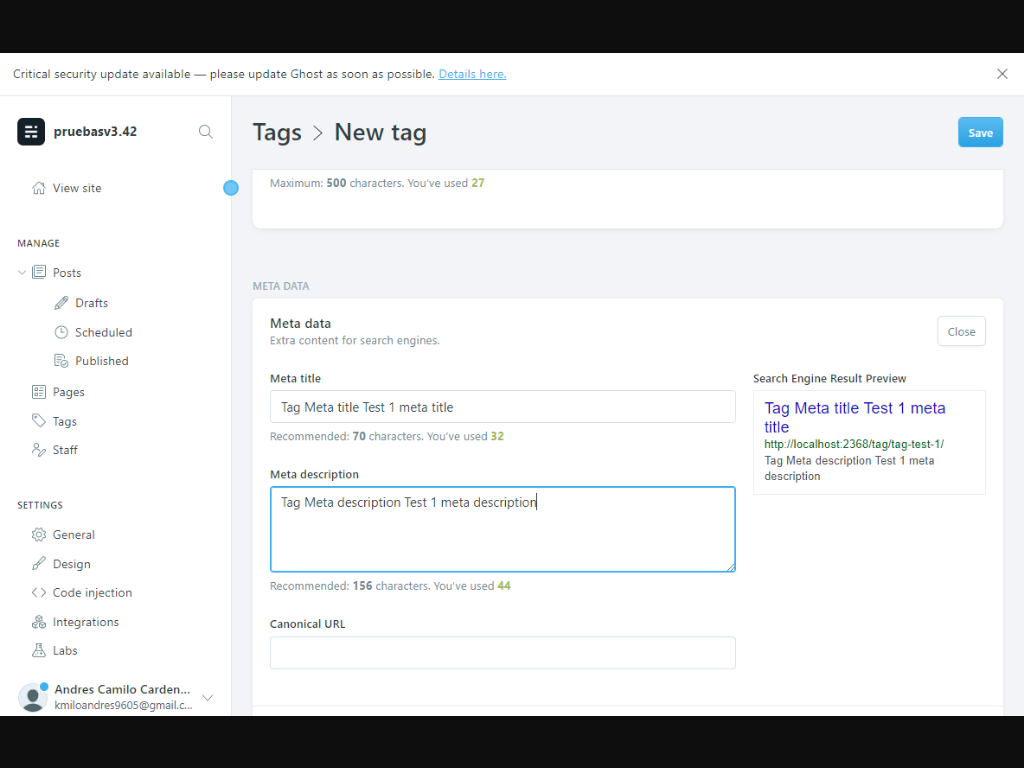 Critical security update available — please update Ghost as soon as possible. Details here.
pruebasv3.42
View site
MANAGE
Posts
Drafts
Scheduled
Published
Pages
Tags
Staff
SETTINGS
General
Design
Code injection
Integrations
Labs
Andres Camilo Carden...
kmiloandres9605@gmail.c...
Tags > New tag
Save
Maximum: 500 characters. You've used 27
META DATA
Meta data
Extra content for search engines.
Close
Meta title
Tag Meta title Test 1 meta title
Recommended: 70 characters. You've used 32
Meta description
Tag Meta description Test 1 meta description
Recommended: 156 characters. You've used 44
Canonical URL
Search Engine Result Preview
Tag Meta title Test 1 meta
title
http://localhost:2368/tag/tag-test-1/
Tag Meta description Test 1 meta
description